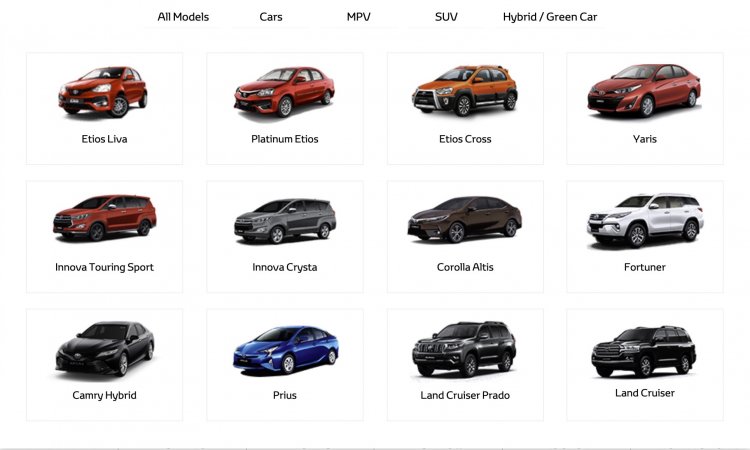 All Models Cars MPV SUV Hybrid / Green Car
Etios Liva Platinum Etios Etios Cross Yaris
Innova Touring Sport Innova Crysta Corolla Altis Fortuner
Camry Hybrid Prius Land Cruiser Prado Land Cruiser